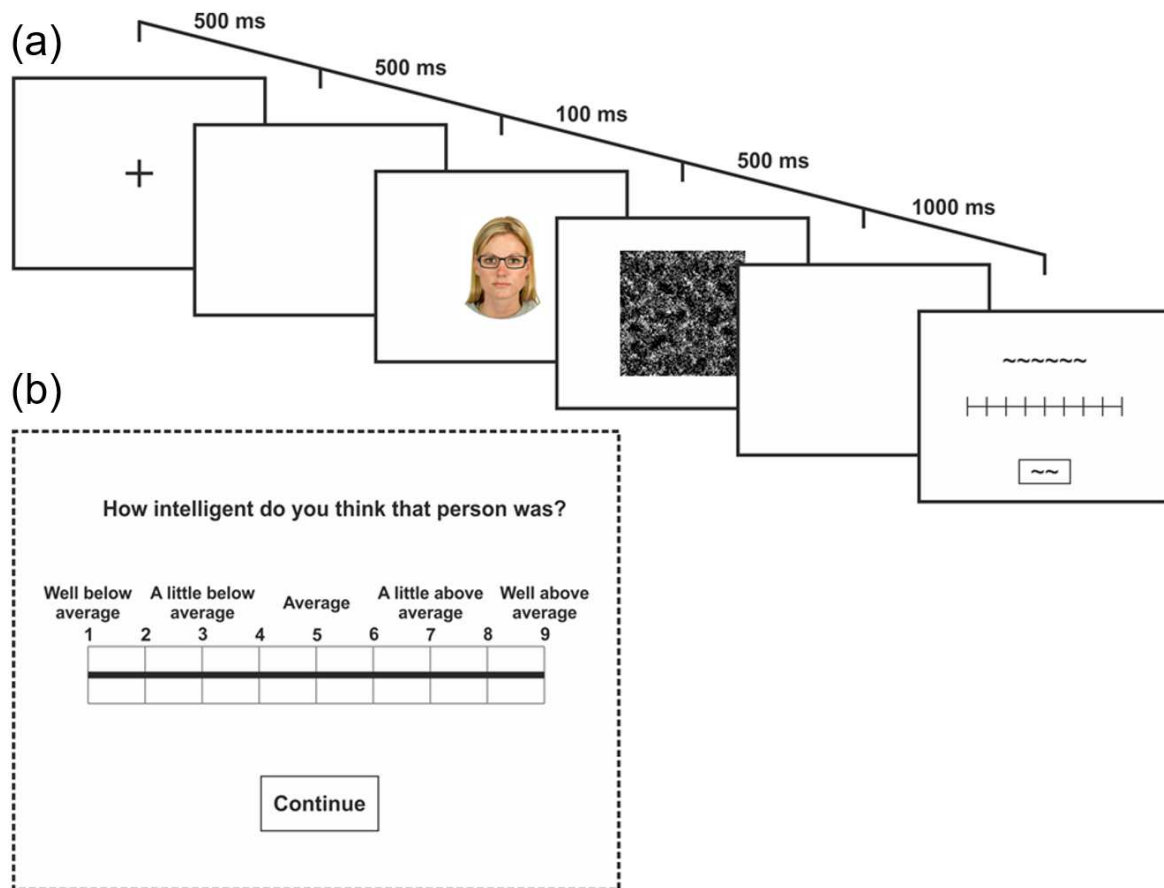 (a)
500 ms
500 ms
100 ms
500 ms
1000 ms
~~~~~~
~~
(b)
How intelligent do you think that person was?
Well below average
A little below average
Average
A little above average
Well above average
1 2 3 4 5 6 7 8 9
Continue